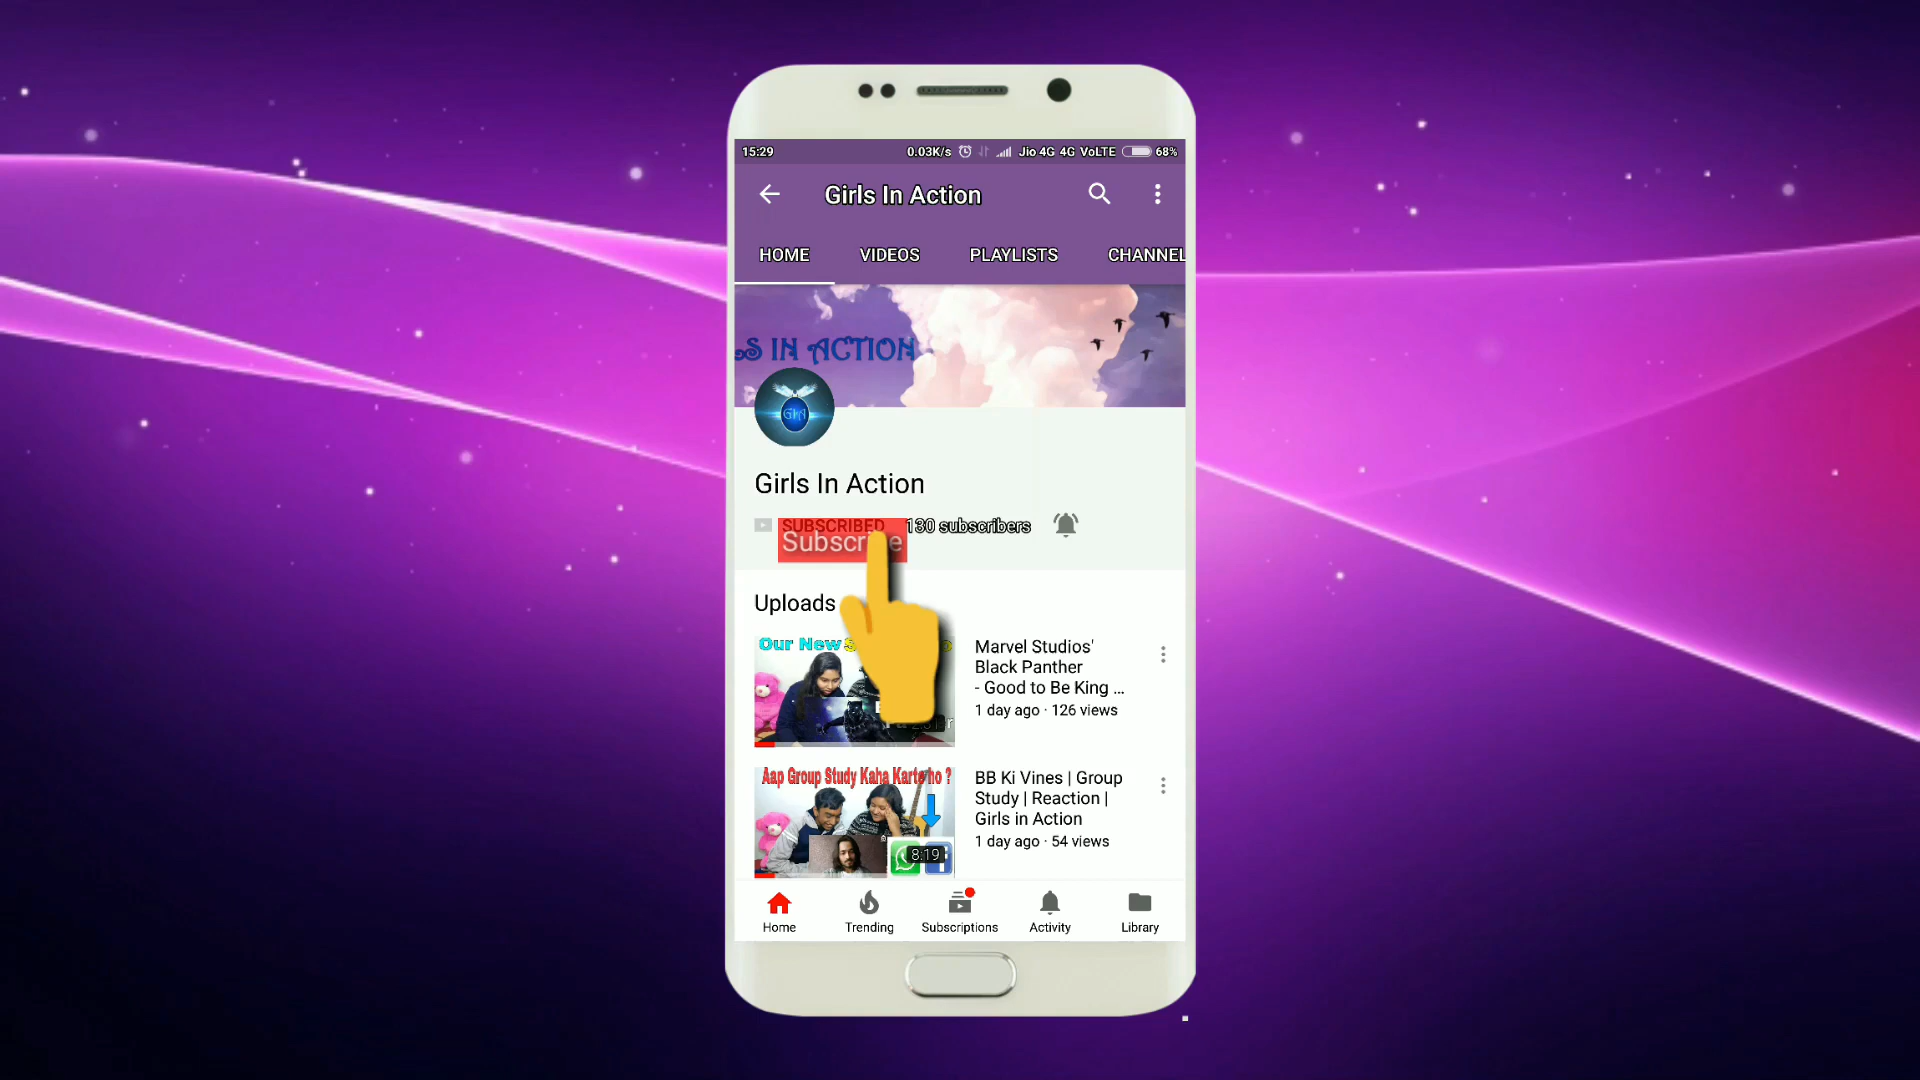 15:29 0.03K/s Jio 4G 4G VoLTE 68%
Girls In Action
HOME VIDEOS PLAYLISTS CHANNEL
S IN ACTION
GIA
Girls In Action
SUBSCRIBED 130 subscribers
Subscribe
Uploads
Our New
Marvel Studios'
Black Panther
- Good to Be King ...
1 day ago · 126 views
Aap Group Study Kaha Karte ho ?
BB Ki Vines | Group
Study | Reaction |
Girls in Action
1 day ago · 54 views
8:19
Home Trending Subscriptions Activity Library